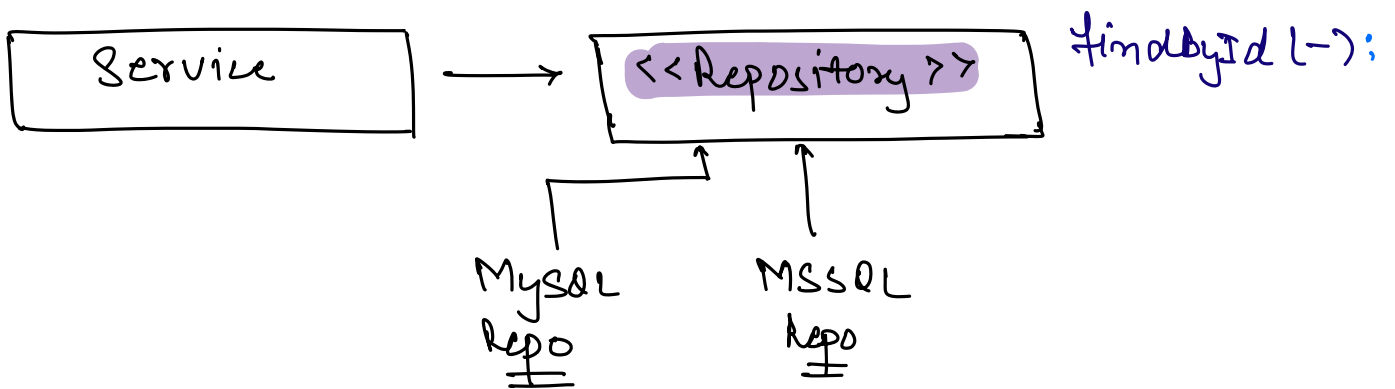 Service
<<Repository>>
findById(-);
MySQL
Repo
MSSQL
Repo